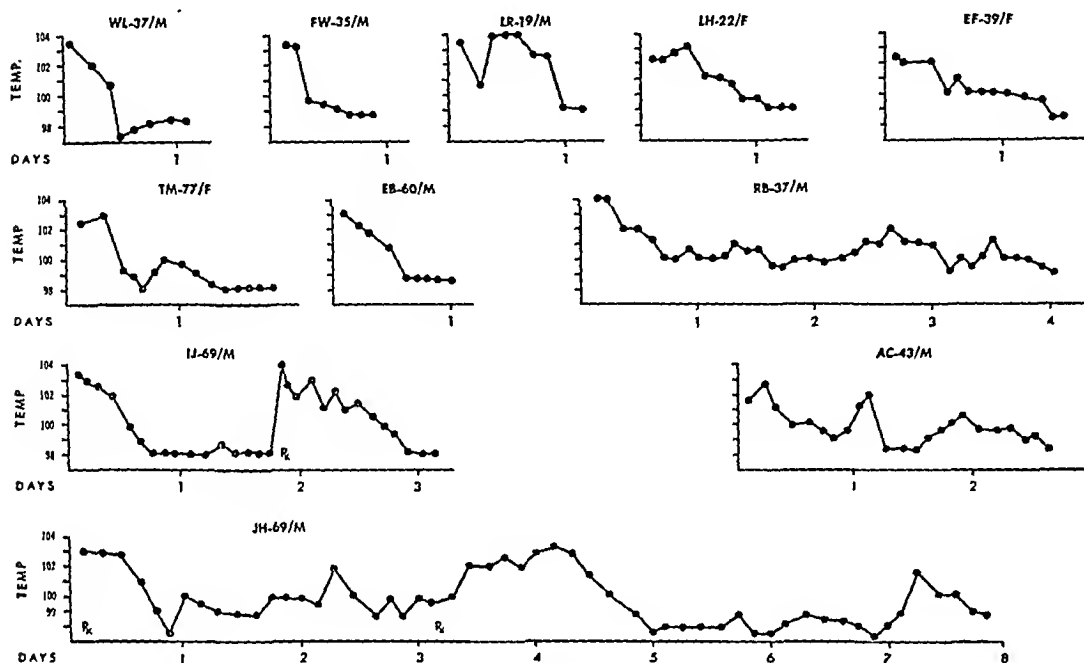 WL-37/M FW-35/M LR-19/M LH-22/F EF-39/F
TEMP.
104
102
100
98
DAYS 1 1 1 1 1
TM-77/F EB-60/M RB-37/M
TEMP
104
102
100
98
DAYS 1 1 1 2 3 4
IJ-69/M AC-43/M
TEMP
104
102
100
98
Rx
DAYS 1 2 3 1 2
JH-69/M
TEMP
104
102
100
99
Rx Rx
DAYS 1 2 3 4 5 6 7 8